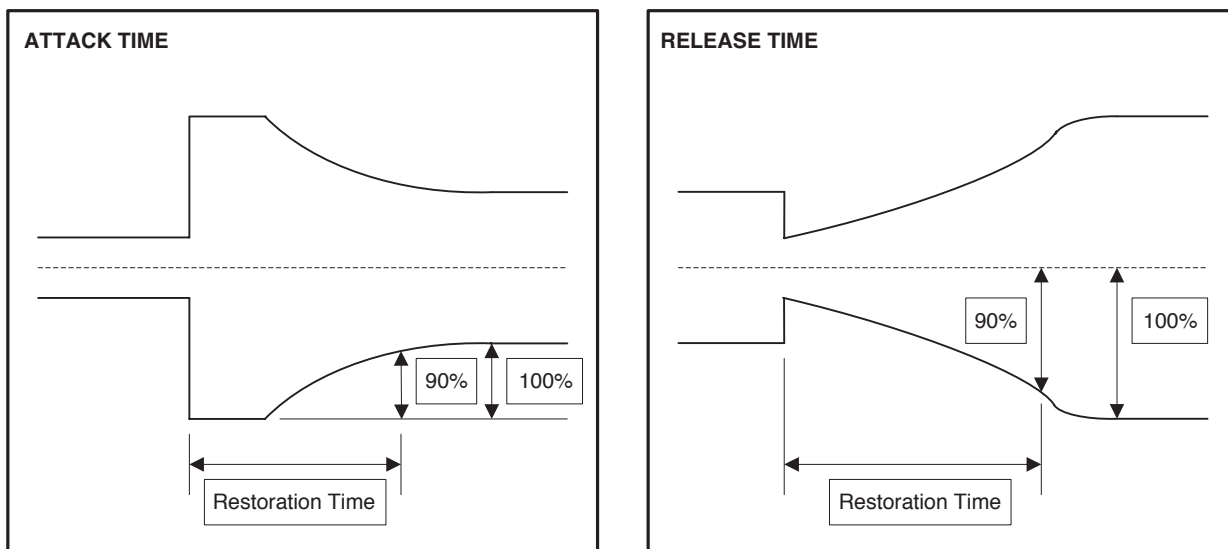 ATTACK TIME
90%
100%
Restoration Time
RELEASE TIME
90%
100%
Restoration Time